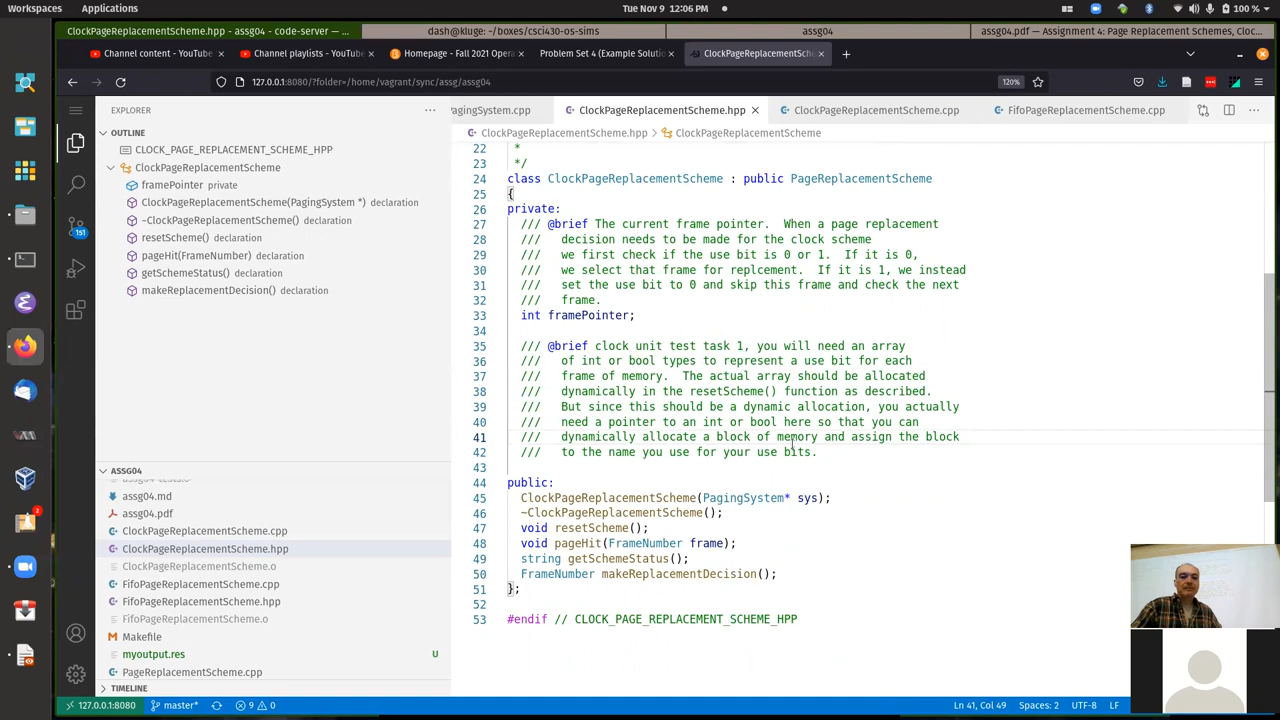 Workspaces Applications Tue Nov 9 12:06 PM 100 %
ClockPageReplacementScheme.hpp - assg04 - code-server — ... dash@kluge: ~/boxes/csci430-os-sims assg04 assg04.pdf — Assignment 4: Page Replacement Schemes, Cloc...
Channel content - YouTube Channel playlists - YouTube Homepage - Fall 2021 Opera Problem Set 4 (Example Solution ClockPageReplacementSche
127.0.0.1:8080/?folder=/home/vagrant/sync/assg/assg04 120%
EXPLORER
PagingSystem.cpp ClockPageReplacementScheme.hpp ClockPageReplacementScheme.cpp FifoPageReplacementScheme.cpp
OUTLINE
ClockPageReplacementScheme.hpp > ClockPageReplacementScheme
CLOCK_PAGE_REPLACEMENT_SCHEME_HPP
ClockPageReplacementScheme
framePointer private
ClockPageReplacementScheme(PagingSystem *) declaration
~ClockPageReplacementScheme() declaration
resetScheme() declaration
pageHit(FrameNumber) declaration
getSchemeStatus() declaration
makeReplacementDecision() declaration
151
22 *
23 */
24 class ClockPageReplacementScheme : public PageReplacementScheme
25 {
26 private:
27 /// @brief The current frame pointer. When a page replacement
28 /// decision needs to be made for the clock scheme
29 /// we first check if the use bit is 0 or 1. If it is 0,
30 /// we select that frame for replcement. If it is 1, we instead
31 /// set the use bit to 0 and skip this frame and check the next
32 /// frame.
33 int framePointer;
34
35 /// @brief clock unit test task 1, you will need an array
36 /// of int or bool types to represent a use bit for each
37 /// frame of memory. The actual array should be allocated
38 /// dynamically in the resetScheme() function as described.
39 /// But since this should be a dynamic allocation, you actually
40 /// need a pointer to an int or bool here so that you can
41 /// dynamically allocate a block of memory and assign the block
42 /// to the name you use for your use bits.
43
44 public:
45 ClockPageReplacementScheme(PagingSystem* sys);
46 ~ClockPageReplacementScheme();
47 void resetScheme();
48 void pageHit(FrameNumber frame);
49 string getSchemeStatus();
50 FrameNumber makeReplacementDecision();
51 };
52
53 #endif // CLOCK_PAGE_REPLACEMENT_SCHEME_HPP
ASSG04
assg04.md
assg04.pdf
ClockPageReplacementScheme.cpp
ClockPageReplacementScheme.hpp
ClockPageReplacementScheme.o
FifoPageReplacementScheme.cpp
FifoPageReplacementScheme.hpp
FifoPageReplacementScheme.o
Makefile
myoutput.res U
PageReplacementScheme.cpp
TIMELINE
2
127.0.0.1:8080 master* 9 0 Ln 41, Col 49 Spaces: 2 UTF-8 LF